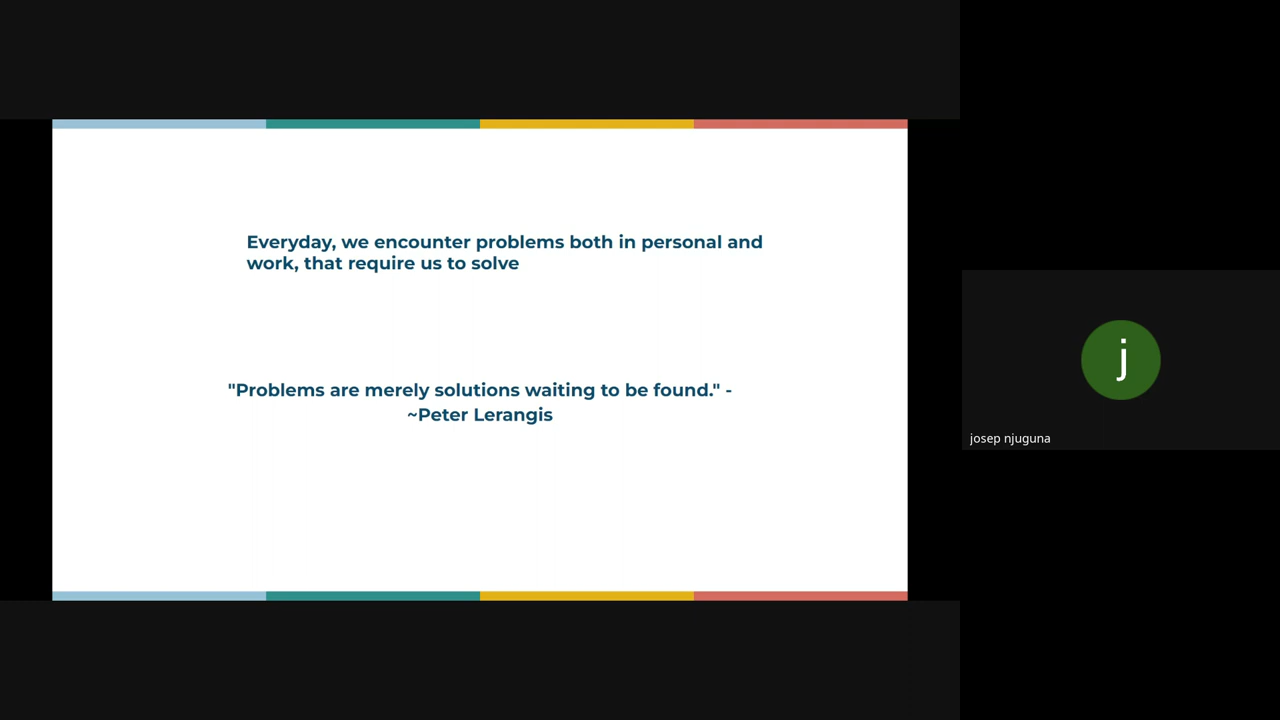 Everyday, we encounter problems both in personal and
work, that require us to solve
"Problems are merely solutions waiting to be found." -
~Peter Lerangis
j
josep njuguna